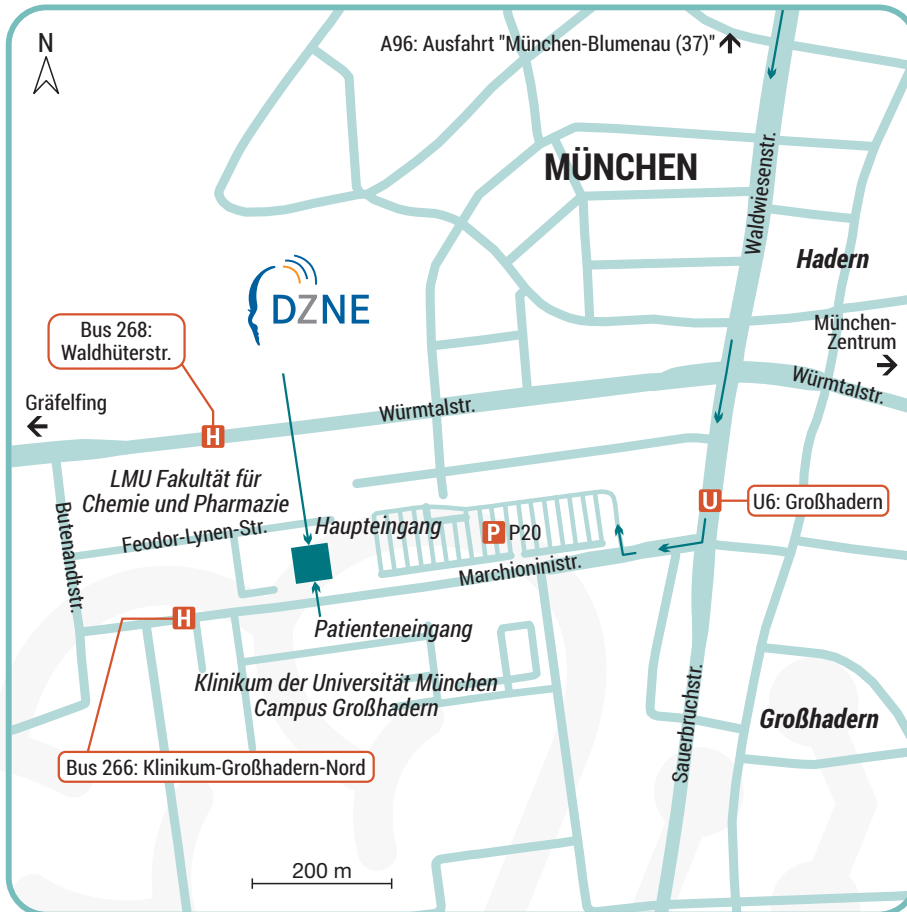 N
A96: Ausfahrt "München-Blumenau (37)"
MÜNCHEN
Waldwiesenstr.
Hadern
DZNE
Bus 268:
Waldhüterstr.
München-
Zentrum
Würmtalstr.
Gräfelfing
Würmtalstr.
LMU Fakultät für
Chemie und Pharmazie
H
U
U6: Großhadern
Butenandtstr.
Feodor-Lynen-Str.
Haupteingang
P
P20
Marchioninistr.
H
Patienteneingang
Klinikum der Universität München
Campus Großhadern
Sauerbruchstr.
Großhadern
Bus 266: Klinikum-Großhadern-Nord
200 m